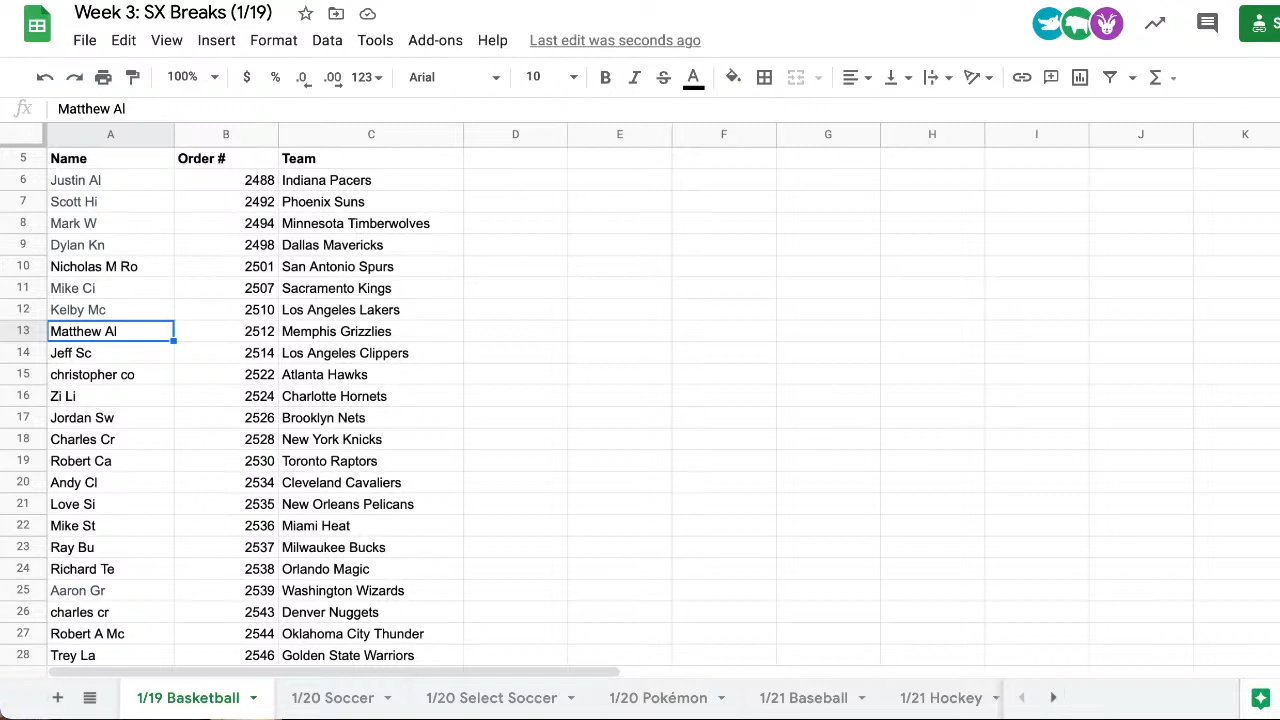 Week 3: SX Breaks (1/19)
File Edit View Insert Format Data Tools Add-ons Help Last edit was seconds ago
100% $ % .0 .00 123 Arial 10 B I S A
fx Matthew Al
A B C D E F G H I J K
5 Name Order # Team
6 Justin Al 2488 Indiana Pacers
7 Scott Hi 2492 Phoenix Suns
8 Mark W 2494 Minnesota Timberwolves
9 Dylan Kn 2498 Dallas Mavericks
10 Nicholas M Ro 2501 San Antonio Spurs
11 Mike Ci 2507 Sacramento Kings
12 Kelby Mc 2510 Los Angeles Lakers
13 Matthew Al 2512 Memphis Grizzlies
14 Jeff Sc 2514 Los Angeles Clippers
15 christopher co 2522 Atlanta Hawks
16 Zi Li 2524 Charlotte Hornets
17 Jordan Sw 2526 Brooklyn Nets
18 Charles Cr 2528 New York Knicks
19 Robert Ca 2530 Toronto Raptors
20 Andy Cl 2534 Cleveland Cavaliers
21 Love Si 2535 New Orleans Pelicans
22 Mike St 2536 Miami Heat
23 Ray Bu 2537 Milwaukee Bucks
24 Richard Te 2538 Orlando Magic
25 Aaron Gr 2539 Washington Wizards
26 charles cr 2543 Denver Nuggets
27 Robert A Mc 2544 Oklahoma City Thunder
28 Trey La 2546 Golden State Warriors
1/19 Basketball 1/20 Soccer 1/20 Select Soccer 1/20 Pokémon 1/21 Baseball 1/21 Hockey